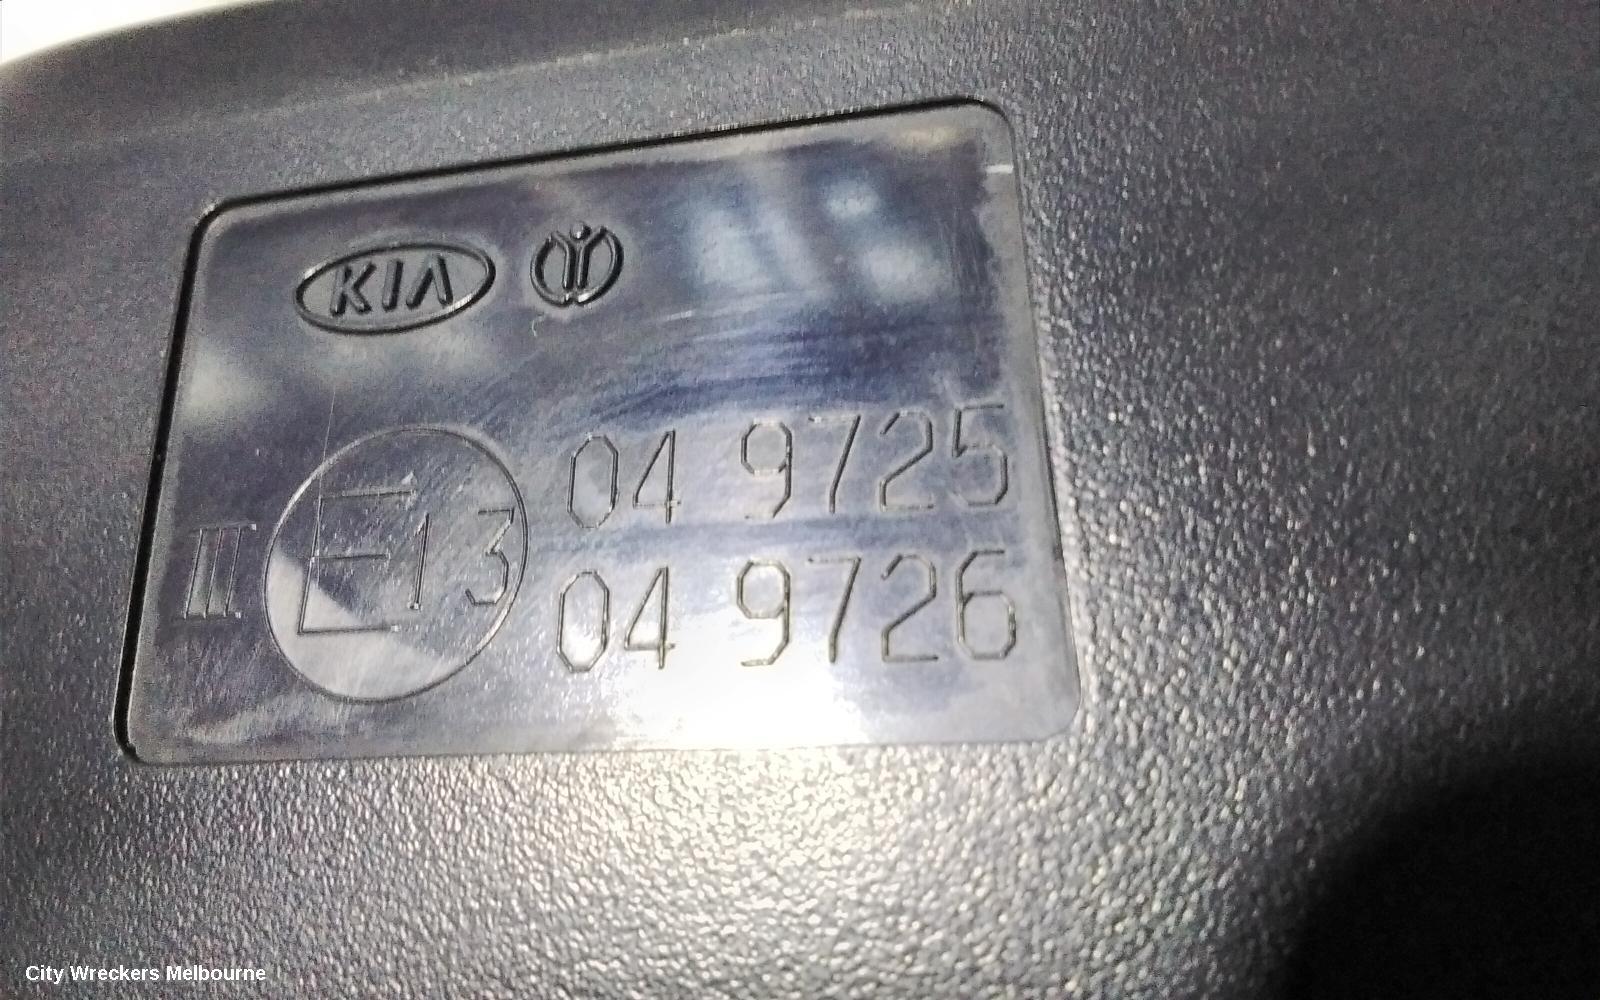 KIA
III E13 04 9725
04 9726
City Wreckers Melbourne